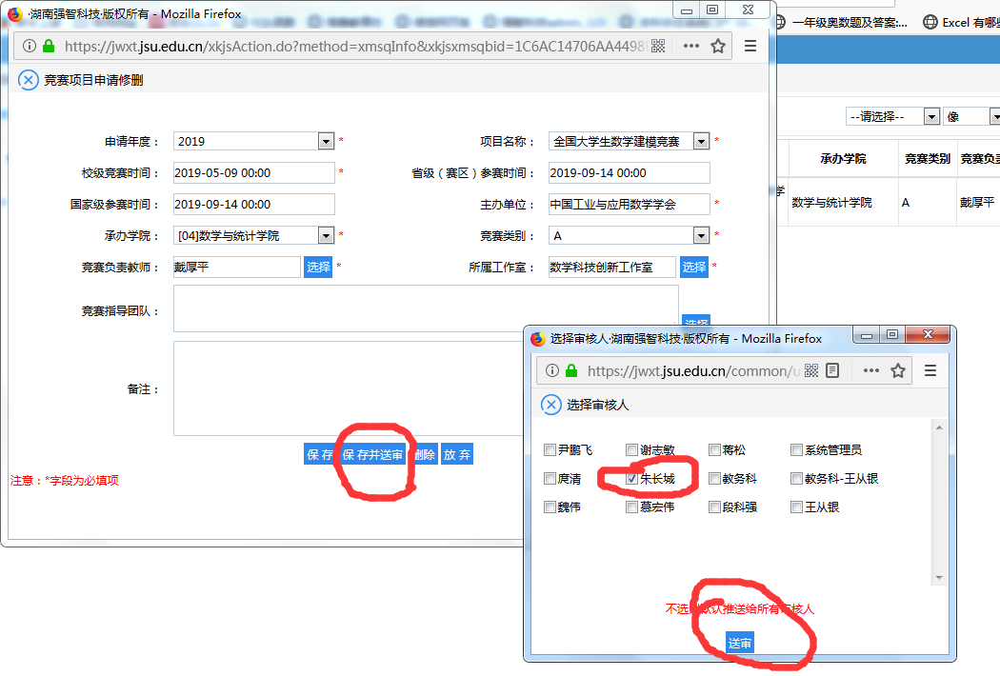 ·湖南强智科技·版权所有 - Mozilla Firefox
https://jwxt.jsu.edu.cn/xkjsAction.do?method=xmsqInfo&xkjsxmsqbid=1C6AC14706AA4498
一年级奥数题及答案:...
Excel 有哪些
竞赛项目申请修删
--请选择--
像
申请年度：
2019
*
项目名称：
全国大学生数学建模竞赛
*
承办学院
竞赛类别
竞赛负责
校级竞赛时间：
2019-05-09 00:00
*
省级（赛区）参赛时间：
2019-09-14 00:00
学
数学与统计学院
A
戴厚平
国家级参赛时间：
2019-09-14 00:00
主办单位：
中国工业与应用数学学会
*
承办学院：
[04]数学与统计学院
*
竞赛类别：
A
*
竞赛负责教师：
戴厚平
选择
*
所属工作室：
数学科技创新工作室
选择
*
竞赛指导团队：
选择
备注：
保 存
保 存并送审
删除
放 弃
注意：*字段为必填项
选择审核人·湖南强智科技·版权所有 - Mozilla Firefox
https://jwxt.jsu.edu.cn/common/u
选择审核人
尹鹏飞
谢志敏
蒋松
系统管理员
庹清
朱长城
教务科
教务科-王从银
魏伟
慕宏伟
段科强
王从银
不选则默认推送给所有审核人
送审